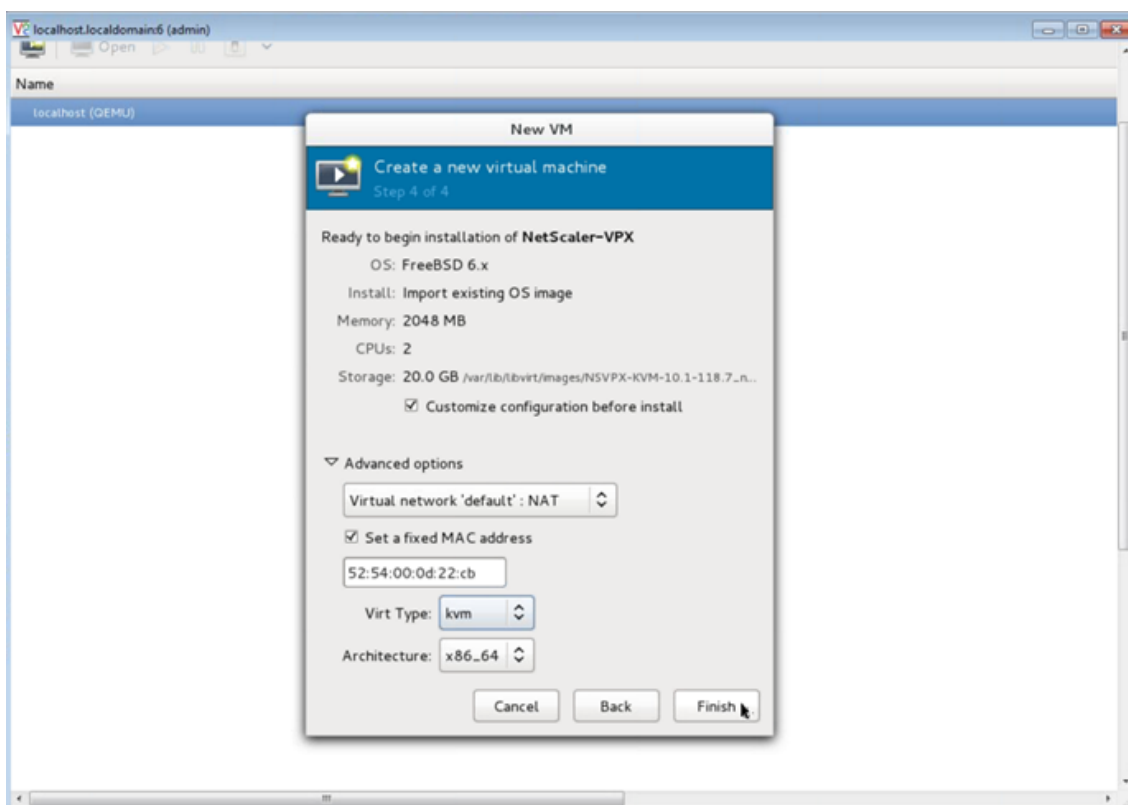 localhost.localdomain:6 (admin)
Open
Name
localhost (QEMU)
New VM
Create a new virtual machine
Step 4 of 4
Ready to begin installation of NetScaler-VPX
OS: FreeBSD 6.x
Install: Import existing OS image
Memory: 2048 MB
CPUs: 2
Storage: 20.0 GB /var/lib/libvirt/images/NSVPX-KVM-10.1-118.7_n...
Customize configuration before install
Advanced options
Virtual network 'default' : NAT
Set a fixed MAC address
52:54:00:0d:22:cb
Virt Type: kvm
Architecture: x86_64
Cancel Back Finish